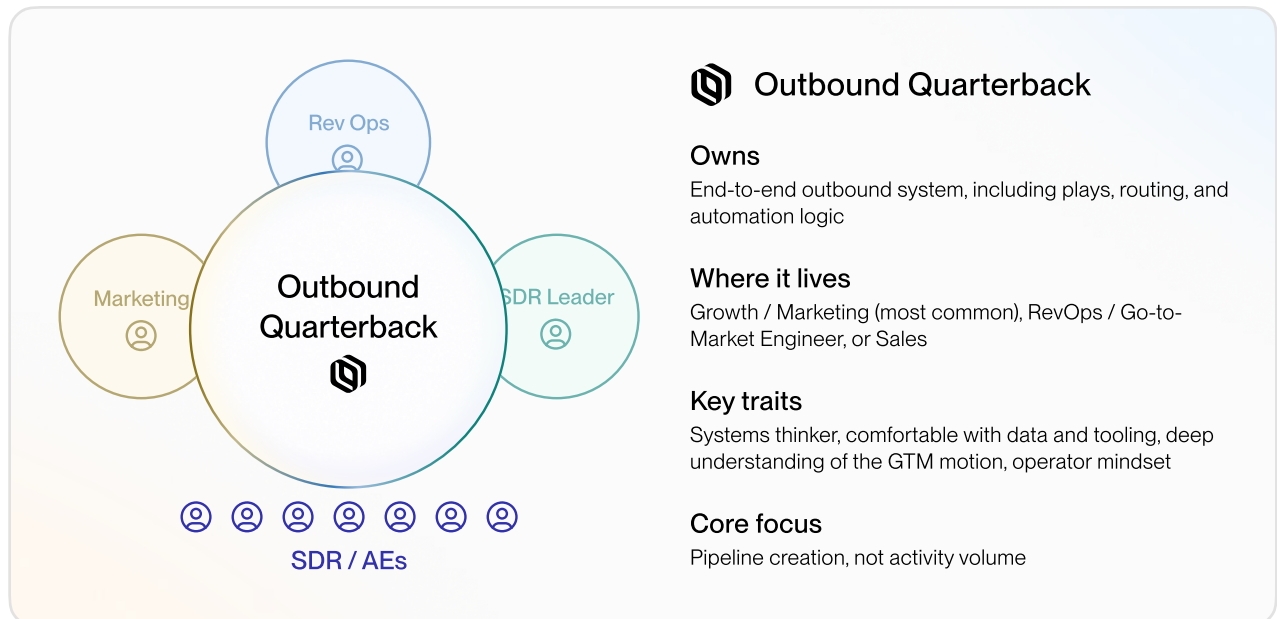 Rev Ops
Marketing
SDR Leader
Outbound
Quarterback
SDR / AEs
Outbound Quarterback
Owns
End-to-end outbound system, including plays, routing, and
automation logic
Where it lives
Growth / Marketing (most common), RevOps / Go-to-
Market Engineer, or Sales
Key traits
Systems thinker, comfortable with data and tooling, deep
understanding of the GTM motion, operator mindset
Core focus
Pipeline creation, not activity volume